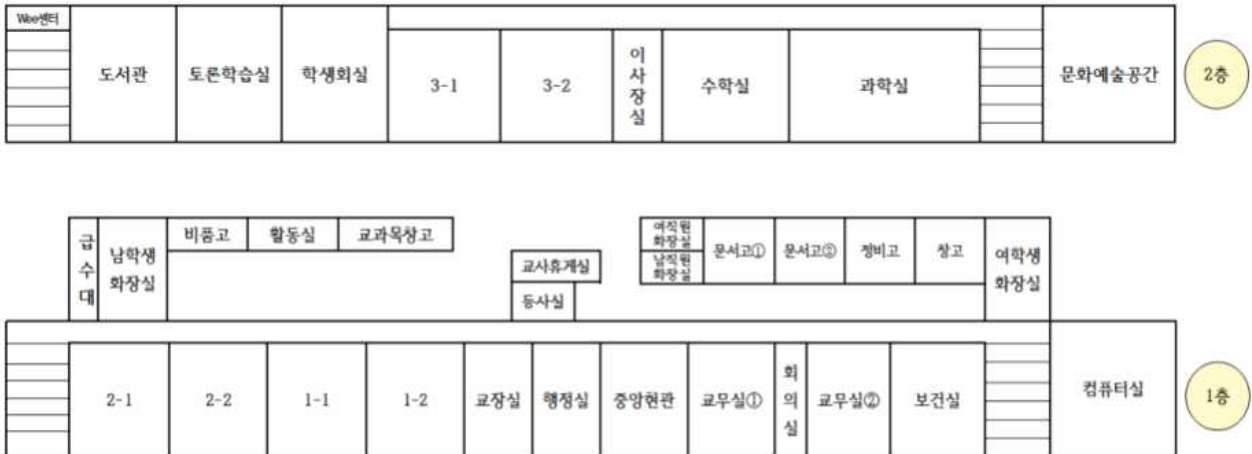 Wee센터
도서관
토론학습실
학생회실
3-1
3-2
이사장실
수학실
과학실
문화예술공간
2층
급수대
남학생
화장실
비품고
활동실
교과목창고
교사휴게실
등사실
여직원
화장실
남직원
화장실
문서고①
문서고②
정비고
창고
여학생
화장실
2-1
2-2
1-1
1-2
교장실
행정실
중앙현관
교무실①
회의실
교무실②
보건실
컴퓨터실
1층